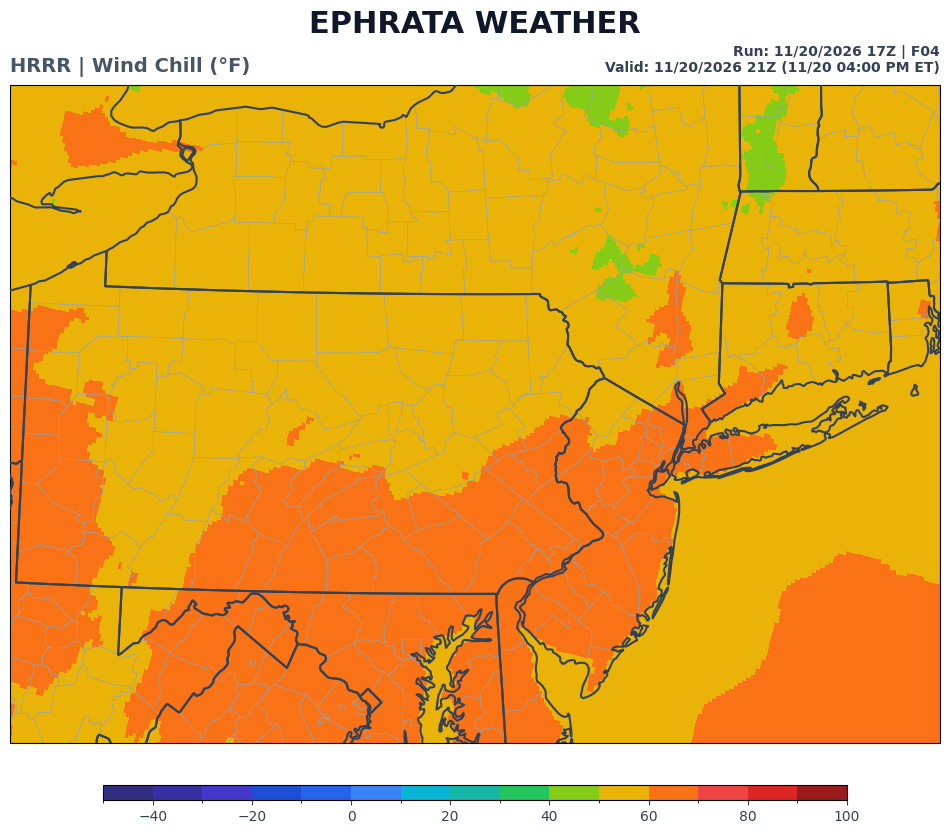 EPHRATA WEATHER
HRRR | Wind Chill (°F)
Run: 11/20/2026 17Z | F04
Valid: 11/20/2026 21Z (11/20 04:00 PM ET)
−40 −20 0 20 40 60 80 100